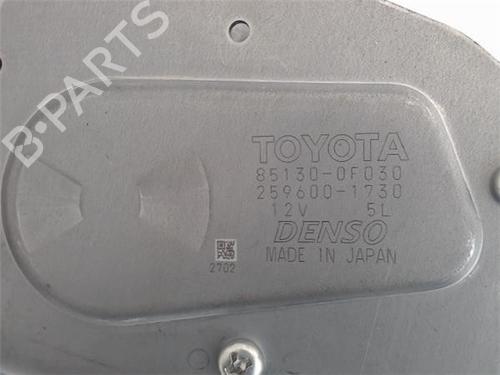 B-PARTS
TOYOTA
85130-0F030
259600-1730
12V 5L
DENSO
MADE IN JAPAN
2702